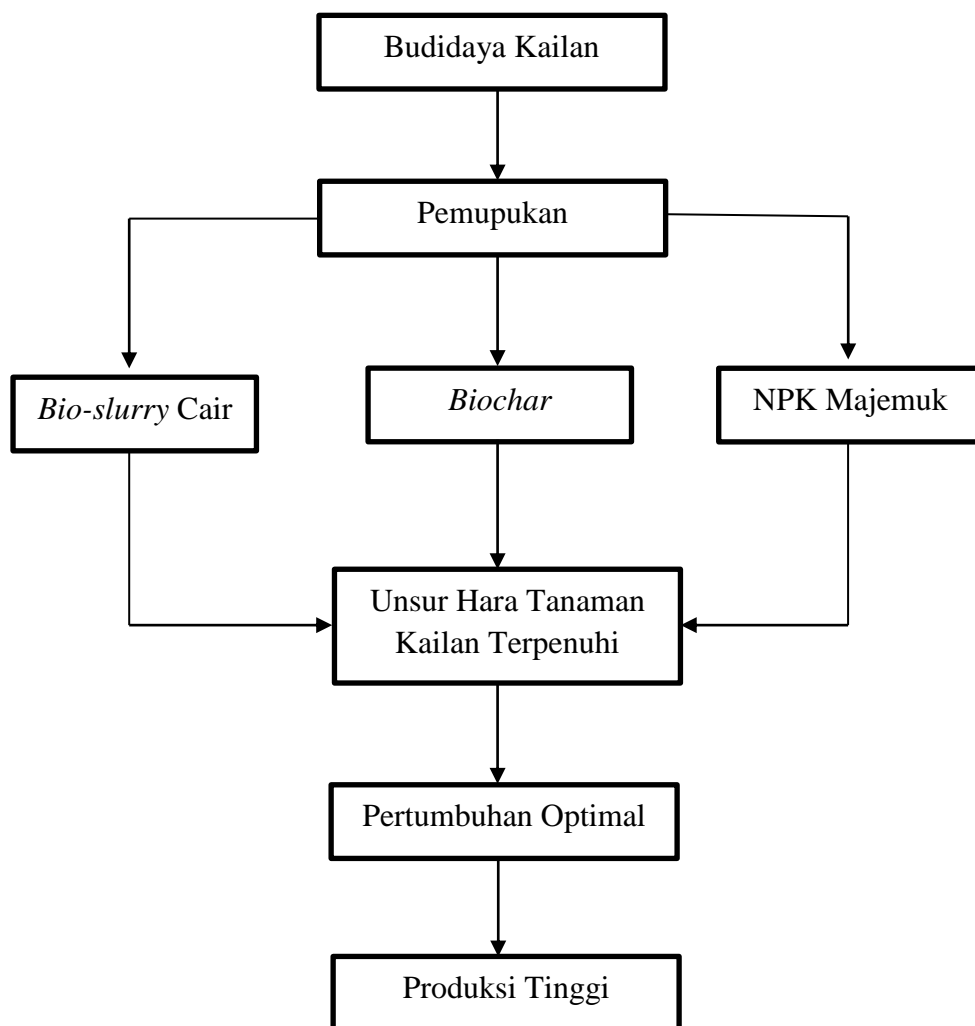 Budidaya Kailan
Pemupukan
Bio-slurry Cair
Biochar
NPK Majemuk
Unsur Hara Tanaman
Kailan Terpenuhi
Pertumbuhan Optimal
Produksi Tinggi